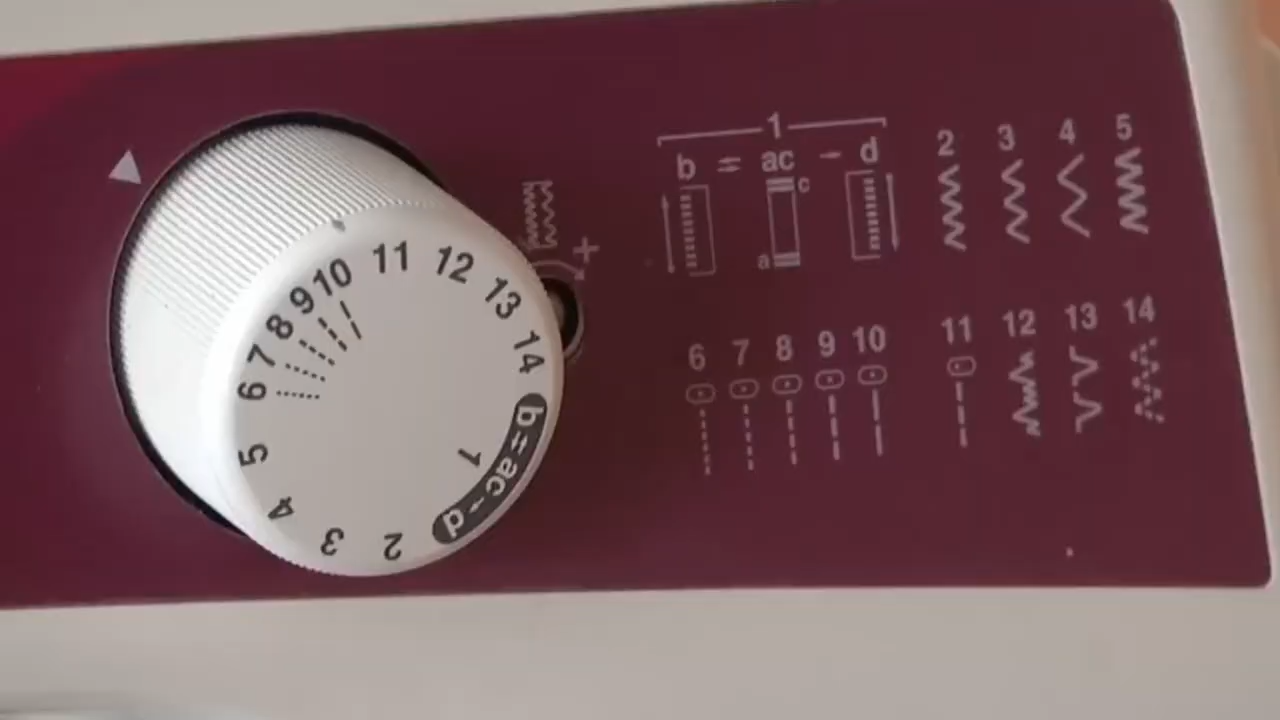 1
b = ac - d
c
a
2 3 4 5
6 7 8 9 10
11 12 13 14
+
6 7 8 9 10 11 12 13 14
b=ac-d
1
5 4 3 2